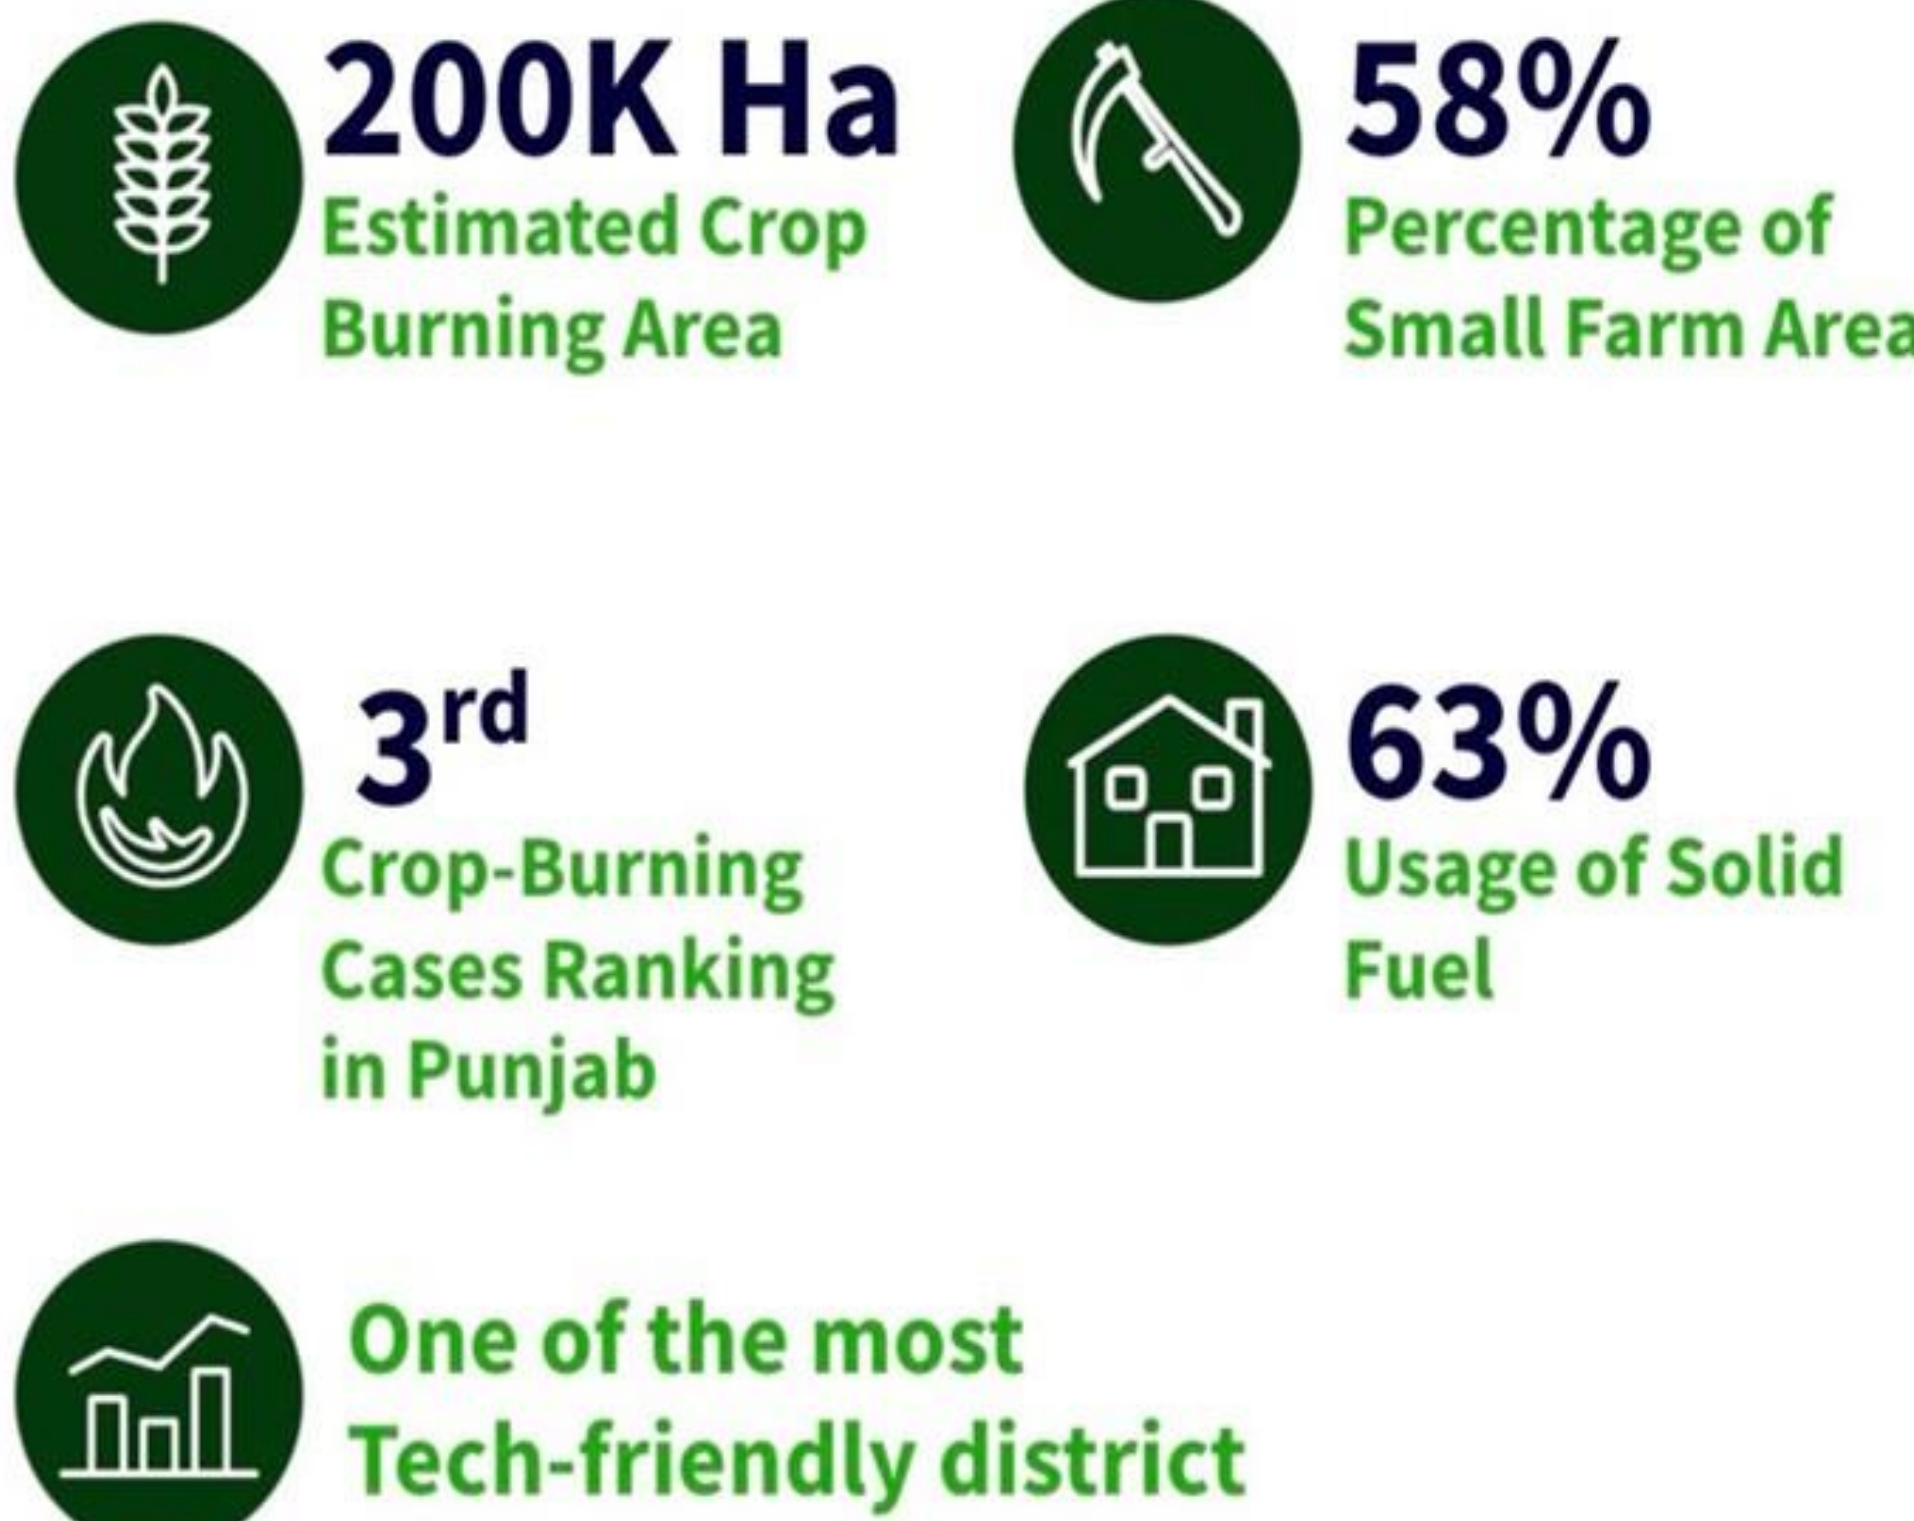 200K Ha
Estimated Crop
Burning Area
58%
Percentage of
Small Farm Area
3rd
Crop-Burning
Cases Ranking
in Punjab
63%
Usage of Solid
Fuel
One of the most
Tech-friendly district